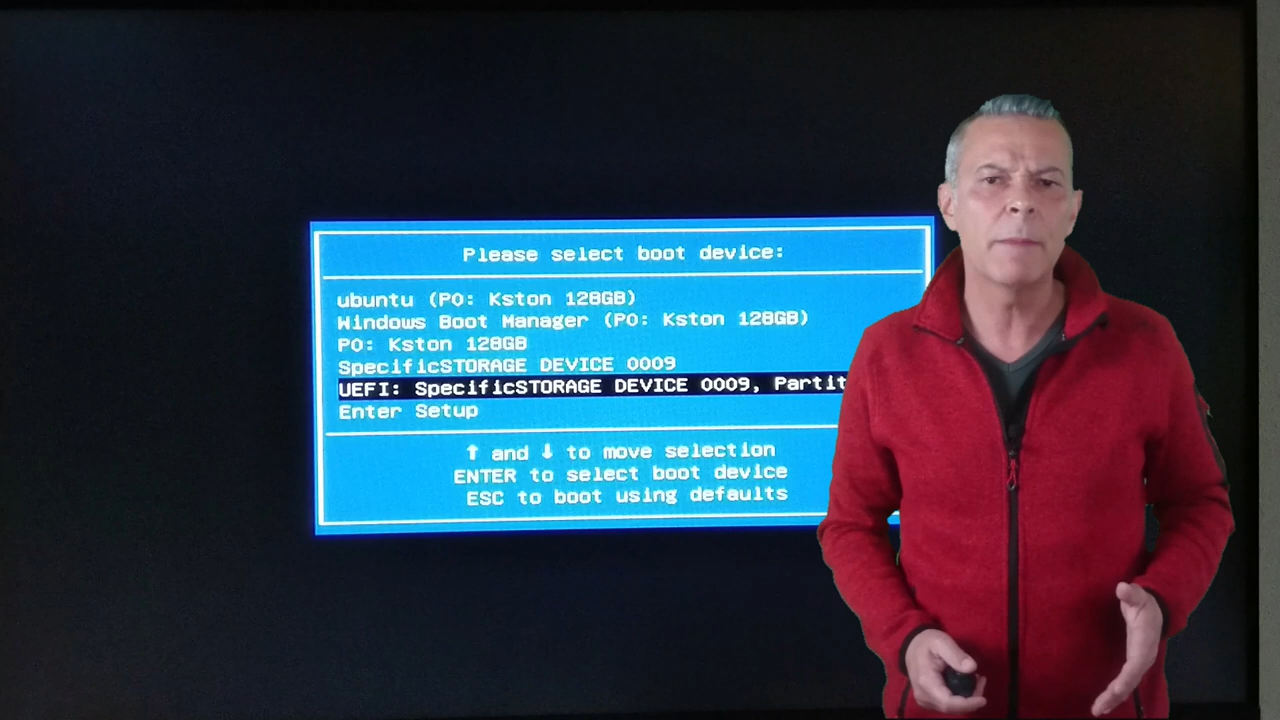 Please select boot device:
ubuntu (P0: Kston 128GB)
Windows Boot Manager (P0: Kston 128GB)
P0: Kston 128GB
SpecificSTORAGE DEVICE 0009
UEFI: SpecificSTORAGE DEVICE 0009, Partit
Enter Setup
↑ and ↓ to move selection
ENTER to select boot device
ESC to boot using defaults